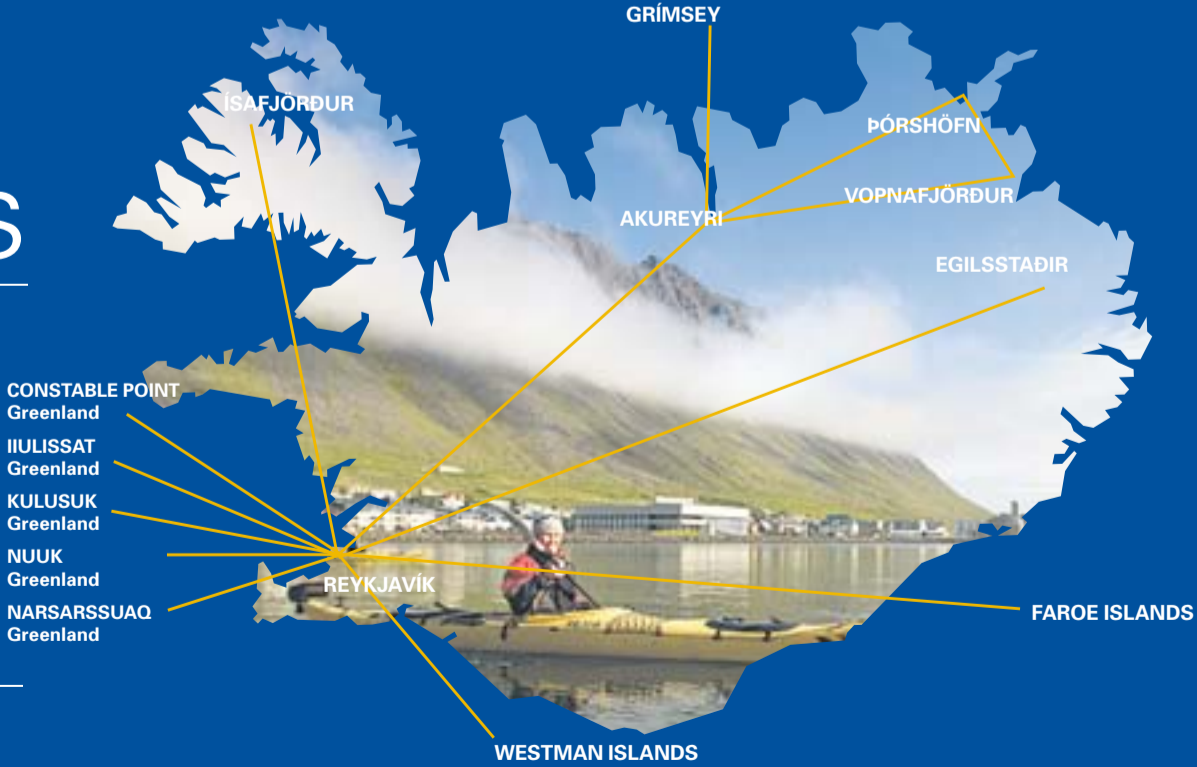 GRÍMSEY
ÍSAFJÖRÐUR
ÞÓRSHÖFN
S
VOPNAFJÖRÐUR
AKUREYRI
EGILSSTAÐIR
CONSTABLE POINT
Greenland
IIULISSAT
Greenland
KULUSUK
Greenland
NUUK
Greenland
REYKJAVÍK
NARSARSSUAQ
Greenland
FAROE ISLANDS
WESTMAN ISLANDS